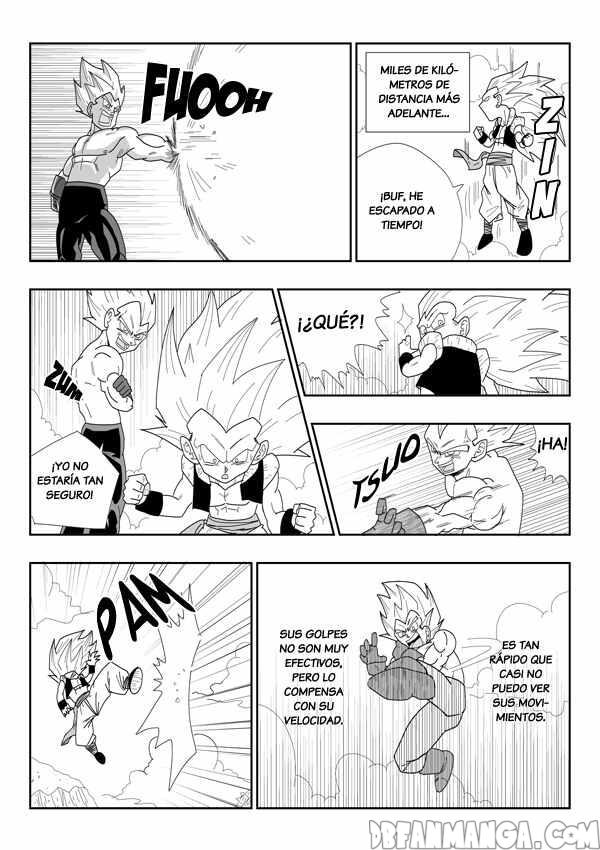 FUOOH
MILES DE KILÓ-
METROS DE
DISTANCIA MÁS
ADELANTE...
ZIN
¡BUF, HE
ESCAPADO A
TIEMPO!
ZUM
¡YO NO
ESTARÍA TAN
SEGURO!
¡¿QUÉ?!
TSUO
¡HA!
PAM
SUS GOLPES
NO SON MUY
EFECTIVOS,
PERO LO
COMPENSA
CON SU
VELOCIDAD.
ES TAN
RÁPIDO QUE
CASI NO
PUEDO VER
SUS MOVI-
MIENTOS.
DBFANMANGA.COM